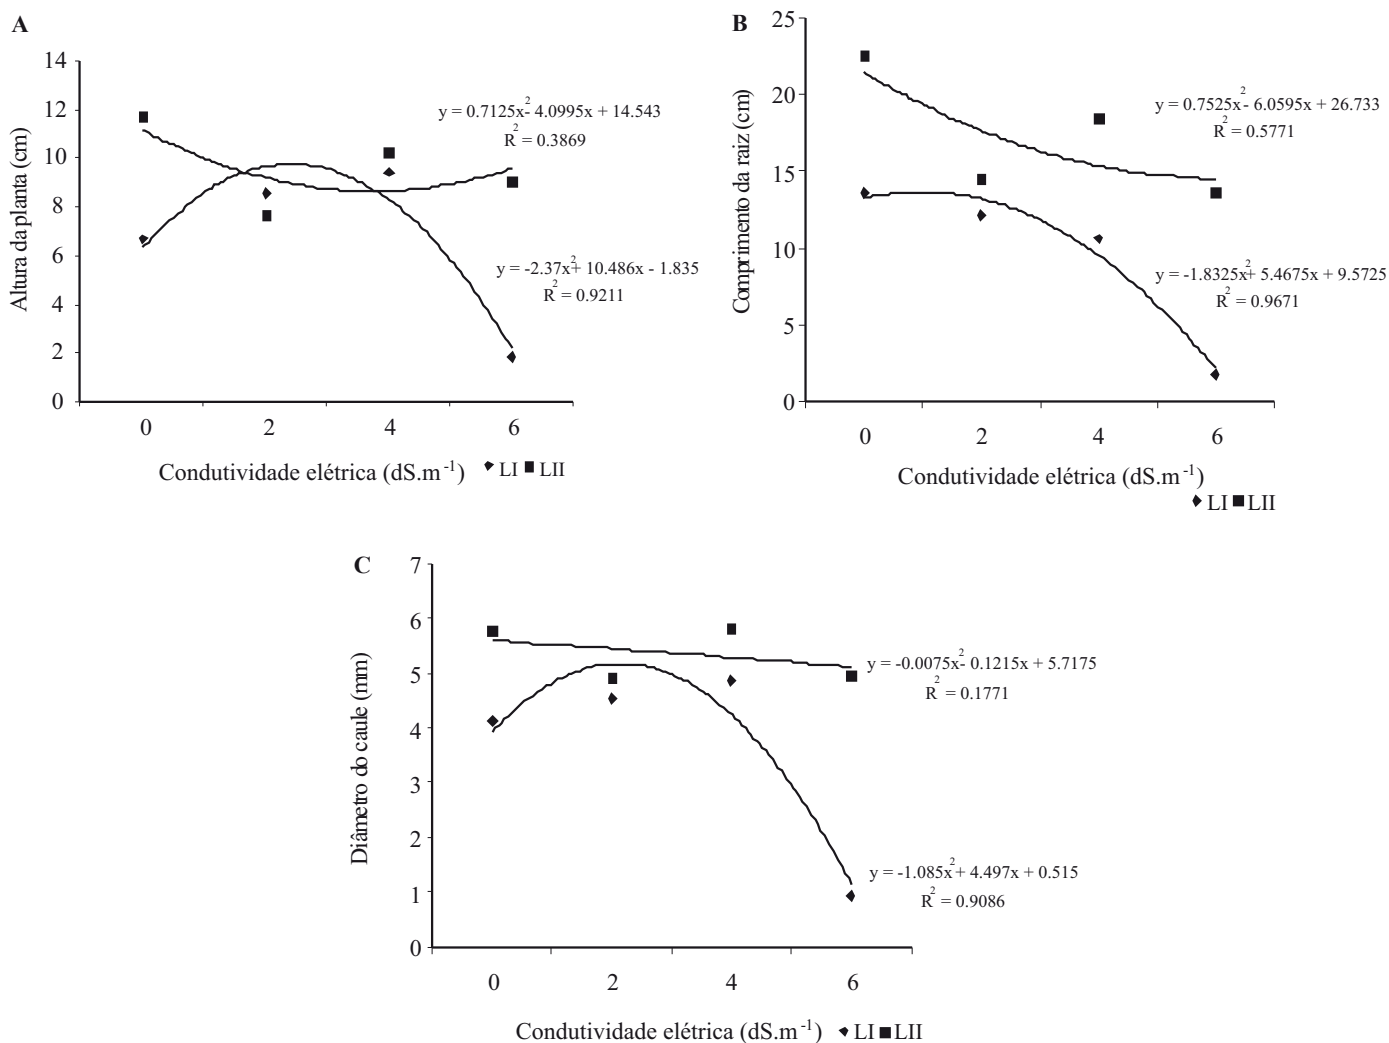 A
14
12
10
8
6
4
2
0
Altura da planta (cm)
y = 0.7125x² - 4.0995x + 14.543
R² = 0.3869
y = -2.37x² + 10.486x - 1.835
R² = 0.9211
0 2 4 6
Condutividade elétrica (dS.m⁻¹) LI LII
B
25
20
15
10
5
0
Comprimento da raiz (cm)
y = 0.7525x² - 6.0595x + 26.733
R² = 0.5771
y = -1.8325x² + 5.4675x + 9.5725
R² = 0.9671
0 2 4 6
Condutividade elétrica (dS.m⁻¹)
LI LII
C
7
6
5
4
3
2
1
0
Diâmetro do caule (mm)
y = -0.0075x² - 0.1215x + 5.7175
R² = 0.1771
y = -1.085x² + 4.497x + 0.515
R² = 0.9086
0 2 4 6
Condutividade elétrica (dS.m⁻¹) LI LII